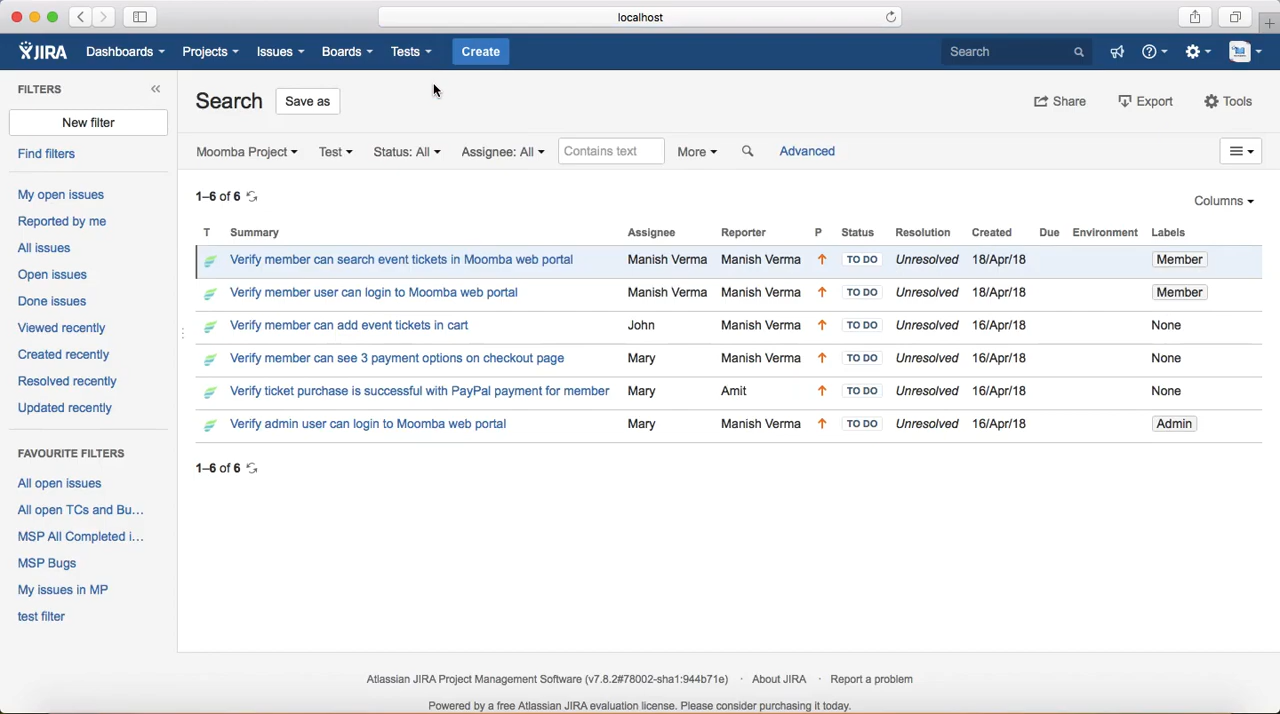 localhost
JIRA Dashboards Projects Issues Boards Tests Create Search
FILTERS
New filter
Find filters
My open issues
Reported by me
All issues
Open issues
Done issues
Viewed recently
Created recently
Resolved recently
Updated recently
FAVOURITE FILTERS
All open issues
All open TCs and Bu...
MSP All Completed i...
MSP Bugs
My issues in MP
test filter
Search Save as Share Export Tools
Moomba Project Test Status: All Assignee: All Contains text More Advanced
1–6 of 6
Columns
T Summary Assignee Reporter P Status Resolution Created Due Environment Labels
Verify member can search event tickets in Moomba web portal Manish Verma Manish Verma TO DO Unresolved 18/Apr/18 Member
Verify member user can login to Moomba web portal Manish Verma Manish Verma TO DO Unresolved 18/Apr/18 Member
Verify member can add event tickets in cart John Manish Verma TO DO Unresolved 16/Apr/18 None
Verify member can see 3 payment options on checkout page Mary Manish Verma TO DO Unresolved 16/Apr/18 None
Verify ticket purchase is successful with PayPal payment for member Mary Amit TO DO Unresolved 16/Apr/18 None
Verify admin user can login to Moomba web portal Mary Manish Verma TO DO Unresolved 16/Apr/18 Admin
1–6 of 6
Atlassian JIRA Project Management Software (v7.8.2#78002-sha1:944b71e) · About JIRA · Report a problem
Powered by a free Atlassian JIRA evaluation license. Please consider purchasing it today.